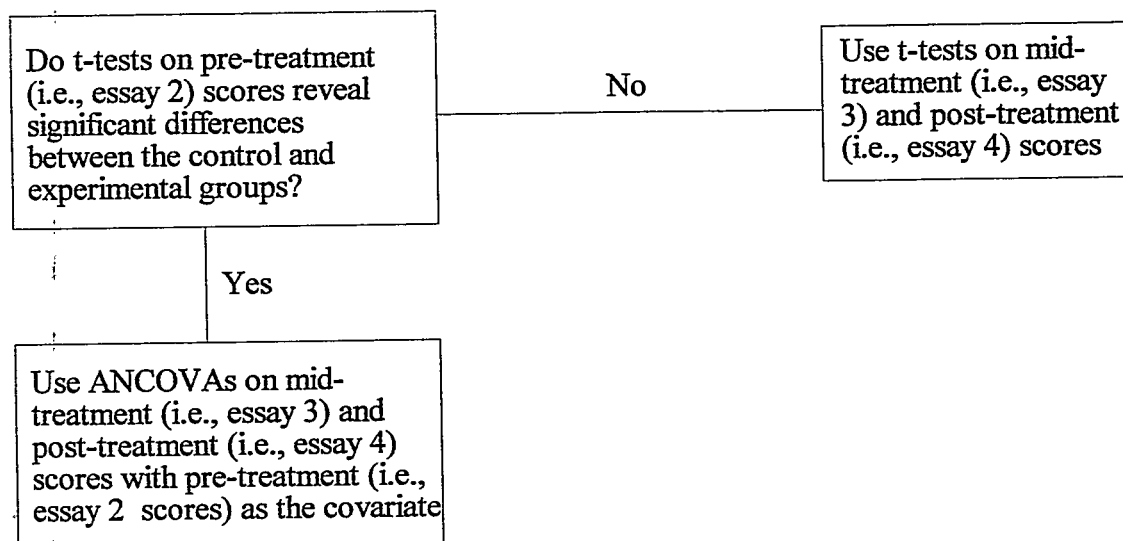 Do t-tests on pre-treatment
(i.e., essay 2) scores reveal
significant differences
between the control and
experimental groups?
No
Use t-tests on mid-
treatment (i.e., essay
3) and post-treatment
(i.e., essay 4) scores
Yes
Use ANCOVAs on mid-
treatment (i.e., essay 3) and
post-treatment (i.e., essay 4)
scores with pre-treatment (i.e.,
essay 2 scores) as the covariate